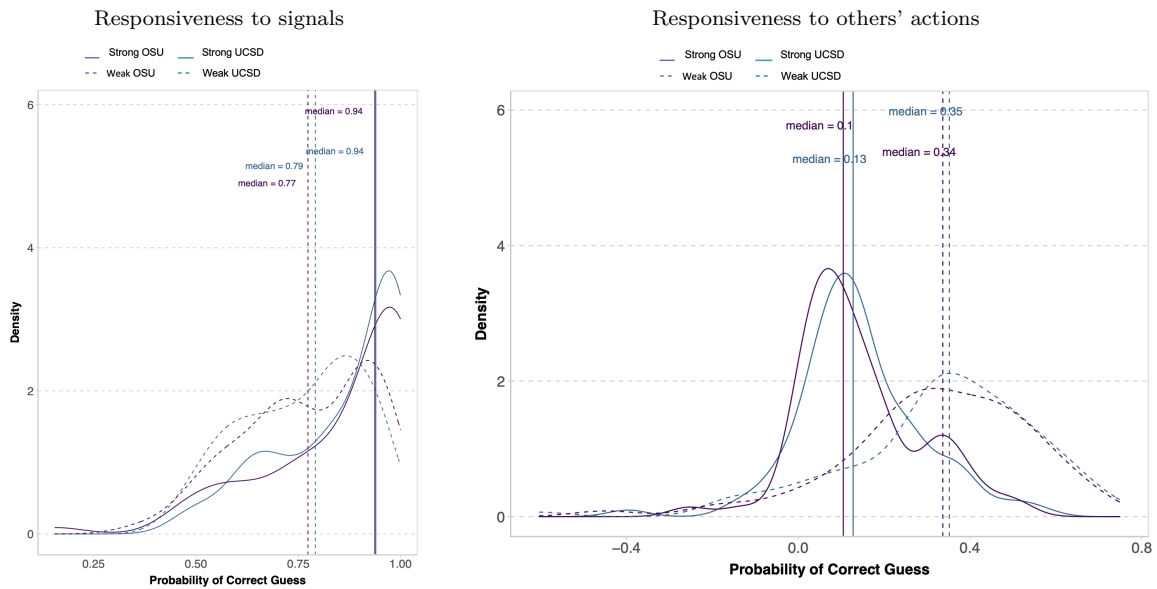 Responsiveness to signals
Strong OSU
Strong UCSD
Weak OSU
Weak UCSD
6
4
2
0
median = 0.94
median = 0.94
median = 0.79
median = 0.77
Density
0.25
0.50
0.75
1.00
Probability of Correct Guess
Responsiveness to others’ actions
Strong OSU
Strong UCSD
Weak OSU
Weak UCSD
6
4
2
0
median = 0.35
median = 0.1
median = 0.34
median = 0.13
Density
−0.4
0.0
0.4
0.8
Probability of Correct Guess